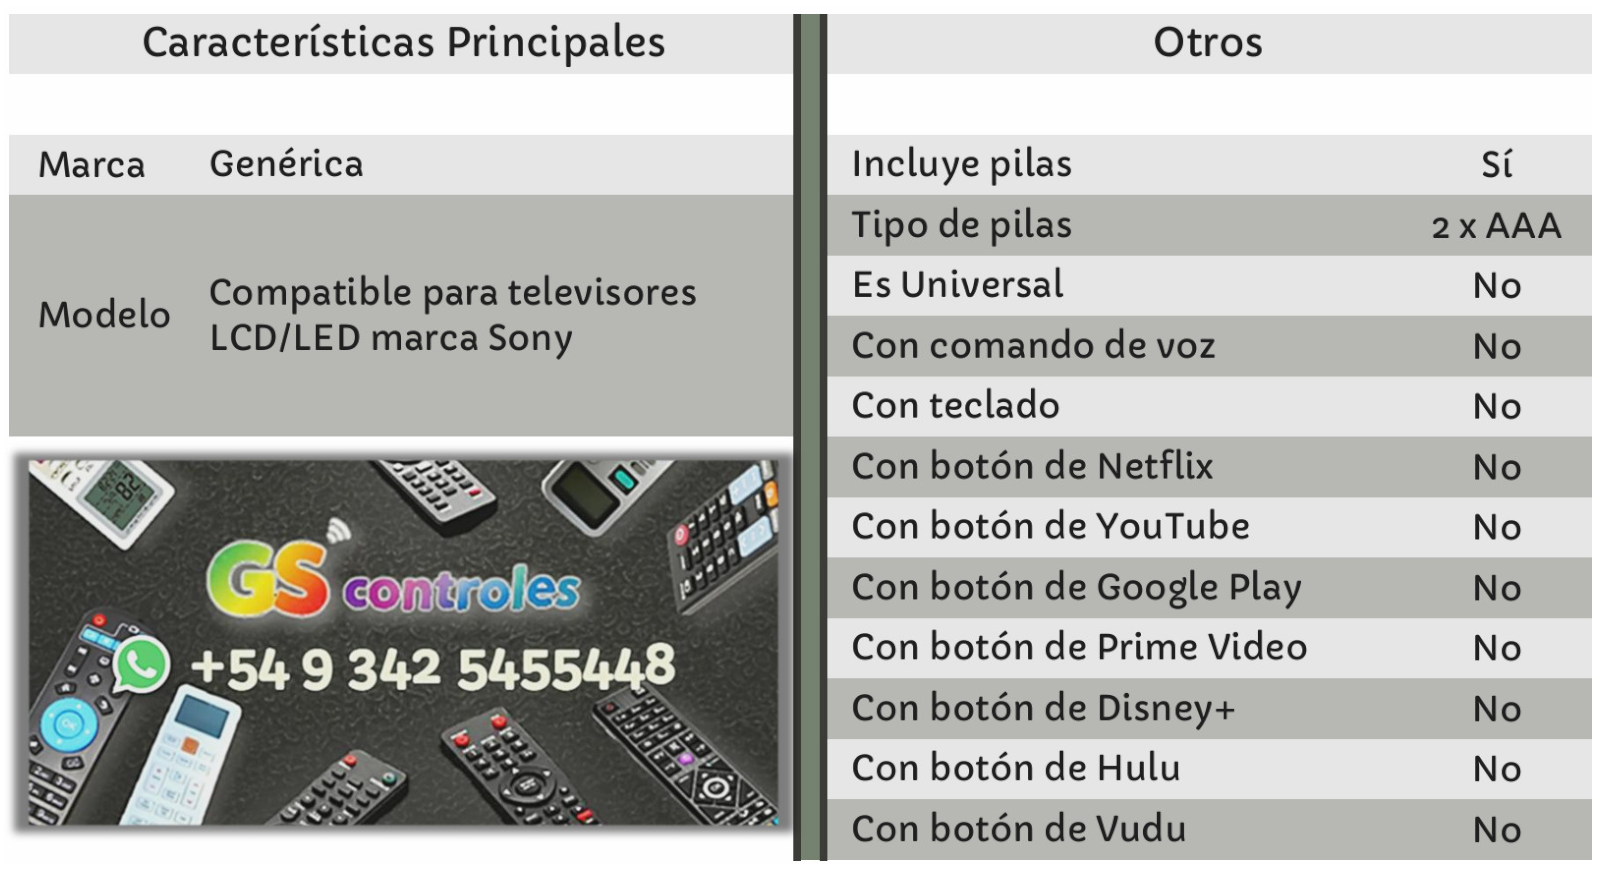 Características Principales
Marca Genérica
Modelo Compatible para televisores
LCD/LED marca Sony
GS controles
+54 9 342 5455448
Otros
Incluye pilas Sí
Tipo de pilas 2 x AAA
Es Universal No
Con comando de voz No
Con teclado No
Con botón de Netflix No
Con botón de YouTube No
Con botón de Google Play No
Con botón de Prime Video No
Con botón de Disney+ No
Con botón de Hulu No
Con botón de Vudu No